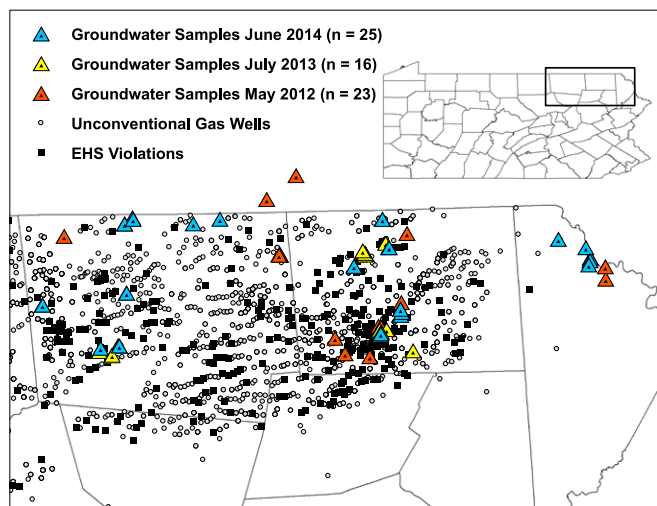 Groundwater Samples June 2014 (n = 25)
Groundwater Samples July 2013 (n = 16)
Groundwater Samples May 2012 (n = 23)
Unconventional Gas Wells
EHS Violations